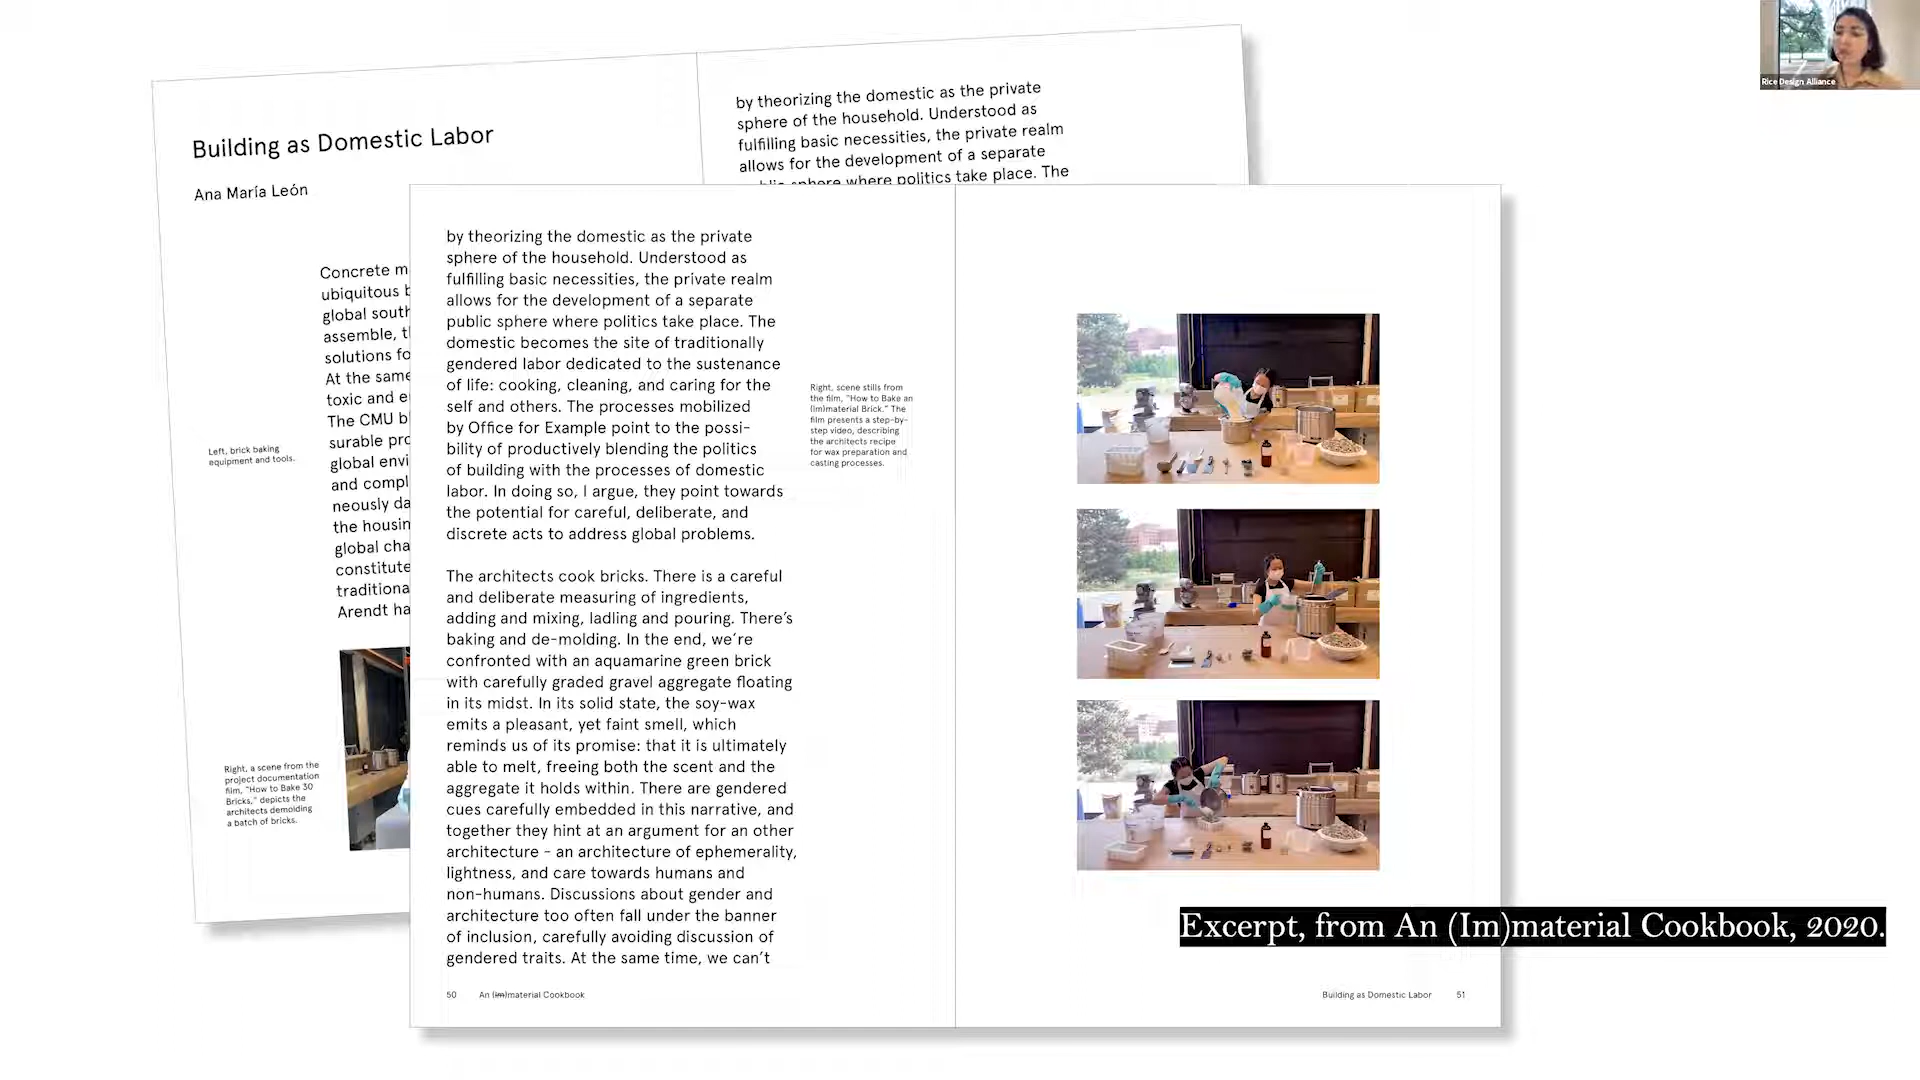 Rice Design Alliance
Building as Domestic Labor
Ana María León
Concrete m
ubiquitous b
global south
assemble, t
solutions fo
At the same
toxic and e
The CMU b
surable pro
global envi
and compl
neously da
the housin
global cha
constitute
traditiona
Arendt ha
Left, brick baking
equipment and tools.
Right, a scene from the
project documentation
film, "How to Bake 30
Bricks," depicts the
architects demolding
a batch of bricks.
by theorizing the domestic as the private
sphere of the household. Understood as
fulfilling basic necessities, the private realm
allows for the development of a separate
public sphere where politics take place. The
by theorizing the domestic as the private
sphere of the household. Understood as
fulfilling basic necessities, the private realm
allows for the development of a separate
public sphere where politics take place. The
domestic becomes the site of traditionally
gendered labor dedicated to the sustenance
of life: cooking, cleaning, and caring for the
self and others. The processes mobilized
by Office for Example point to the possi-
bility of productively blending the politics
of building with the processes of domestic
labor. In doing so, I argue, they point towards
the potential for careful, deliberate, and
discrete acts to address global problems.
The architects cook bricks. There is a careful
and deliberate measuring of ingredients,
adding and mixing, ladling and pouring. There's
baking and de-molding. In the end, we're
confronted with an aquamarine green brick
with carefully graded gravel aggregate floating
in its midst. In its solid state, the soy-wax
emits a pleasant, yet faint smell, which
reminds us of its promise: that it is ultimately
able to melt, freeing both the scent and the
aggregate it holds within. There are gendered
cues carefully embedded in this narrative, and
together they hint at an argument for an other
architecture – an architecture of ephemerality,
lightness, and care towards humans and
non-humans. Discussions about gender and
architecture too often fall under the banner
of inclusion, carefully avoiding discussion of
gendered traits. At the same time, we can't
Right, scene stills from
the film, "How to Bake an
(Im)material Brick." The
film presents a step-by-
step video, describing
the architects recipe
for wax preparation and
casting processes.
50 An (im)material Cookbook
Building as Domestic Labor 51
Excerpt, from An (Im)material Cookbook, 2020.